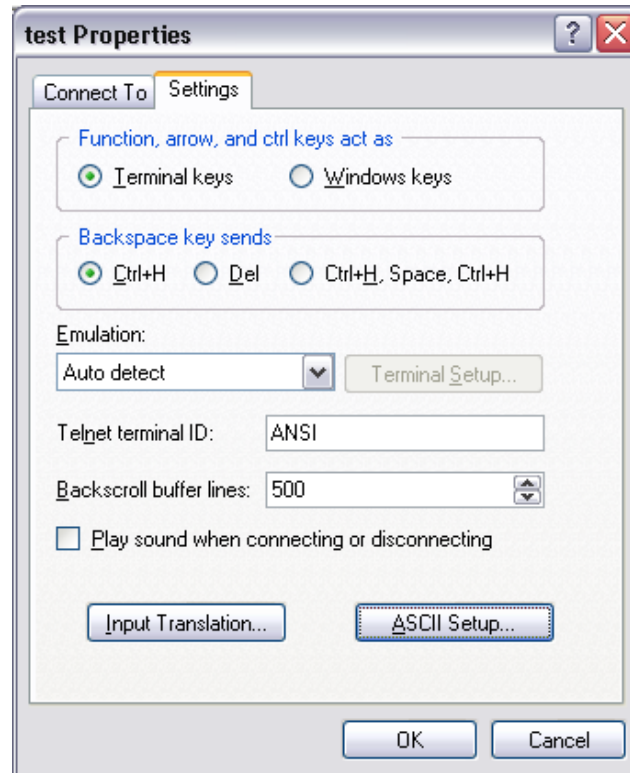 test Properties
Connect To Settings
Function, arrow, and ctrl keys act as
Terminal keys Windows keys
Backspace key sends
Ctrl+H Del Ctrl+H, Space, Ctrl+H
Emulation:
Auto detect Terminal Setup...
Telnet terminal ID: ANSI
Backscroll buffer lines: 500
Play sound when connecting or disconnecting
Input Translation... ASCII Setup...
OK Cancel